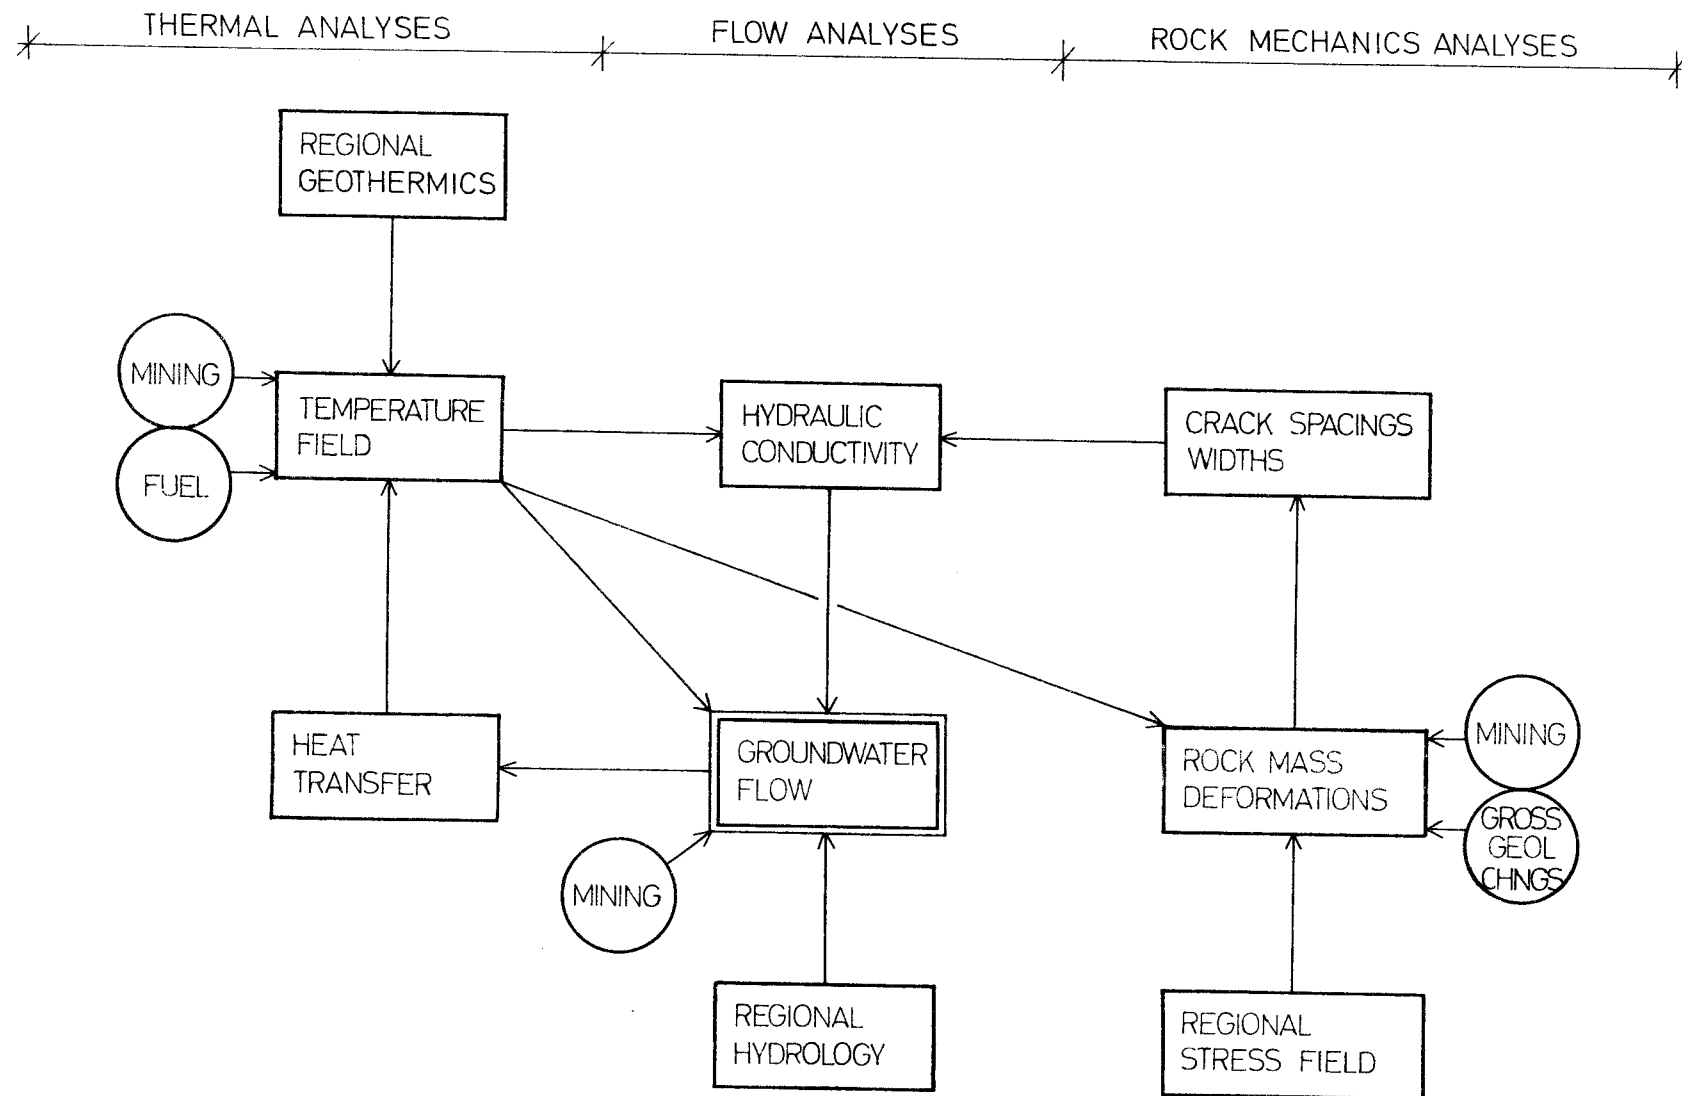 THERMAL ANALYSES
FLOW ANALYSES
ROCK MECHANICS ANALYSES
REGIONAL
GEOTHERMICS
MINING
FUEL
TEMPERATURE
FIELD
HYDRAULIC
CONDUCTIVITY
CRACK SPACINGS
WIDTHS
HEAT
TRANSFER
GROUNDWATER
FLOW
ROCK MASS
DEFORMATIONS
MINING
GROSS
GEOL
CHNGS
MINING
REGIONAL
HYDROLOGY
REGIONAL
STRESS FIELD